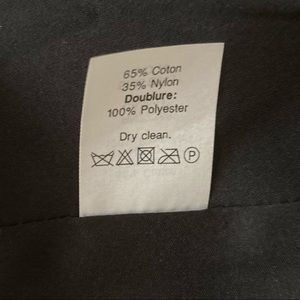 65% Coton
35% Nylon
Doublure:
100% Polyester
Dry clean.
P